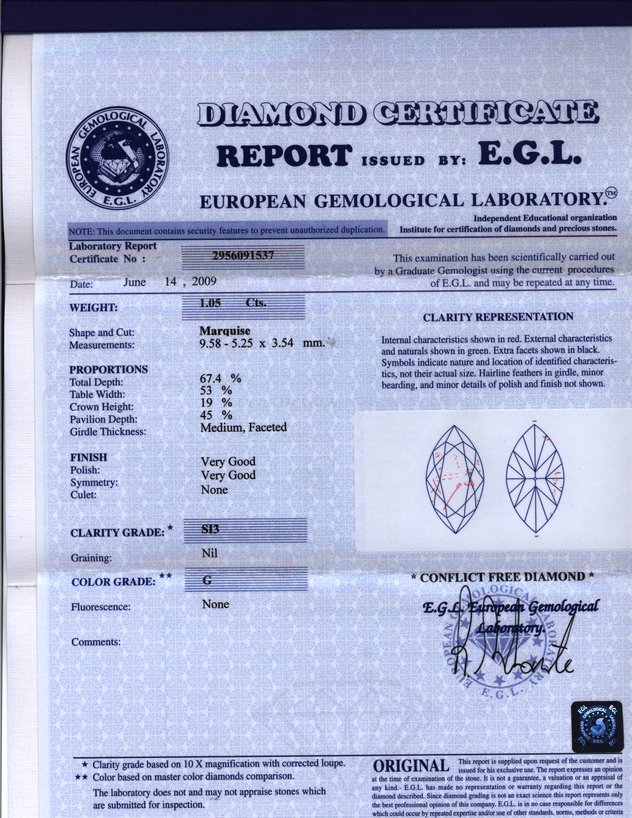 EUROPEAN GEMOLOGICAL LABORATORY
E.G.L.
DIAMOND CERTIFICATE
REPORT ISSUED BY: E.G.L.
EUROPEAN GEMOLOGICAL LABORATORY.™
Independent Educational organization
Institute for certification of diamonds and precious stones.
NOTE: This document contains security features to prevent unauthorized duplication.
Laboratory Report
Certificate No : 2956091537
Date: June 14 , 2009
This examination has been scientifically carried out
by a Graduate Gemologist using the current procedures
of E.G.L. and may be repeated at any time.
WEIGHT: 1.05 Cts.
Shape and Cut: Marquise
Measurements: 9.58 - 5.25 x 3.54 mm.
PROPORTIONS
Total Depth: 67.4 %
Table Width: 53 %
Crown Height: 19 %
Pavilion Depth: 45 %
Girdle Thickness: Medium, Faceted
FINISH
Polish: Very Good
Symmetry: Very Good
Culet: None
CLARITY GRADE: * SI3
Graining: Nil
COLOR GRADE: ** G
Fluorescence: None
Comments:
CLARITY REPRESENTATION
Internal characteristics shown in red. External characteristics
and naturals shown in green. Extra facets shown in black.
Symbols indicate nature and location of identified characteris-
tics, not their actual size. Hairline feathers in girdle, minor
bearding, and minor details of polish and finish not shown.
* CONFLICT FREE DIAMOND *
E.G.L. European Gemological
Laboratory.
E.G.L.
* Clarity grade based on 10 X magnification with corrected loupe.
** Color based on master color diamonds comparison.
The laboratory does not and may not appraise stones which
are submitted for inspection.
ORIGINAL This report is supplied upon request of the customer and is
issued for his exclusive use. The report expresses an opinion
at the time of examination of the stone. It is not a guarantee, a valuation or an appraisal of
any kind.- E.G.L. has made no representation or warranty regarding this report or the
diamond described. Since diamond grading is not an exact science this report represents only
the best professional opinion of this company. E.G.L. is in no case responsible for differences
which could occur by repeated expertise and/or use of other standards, norms, methods or criteria